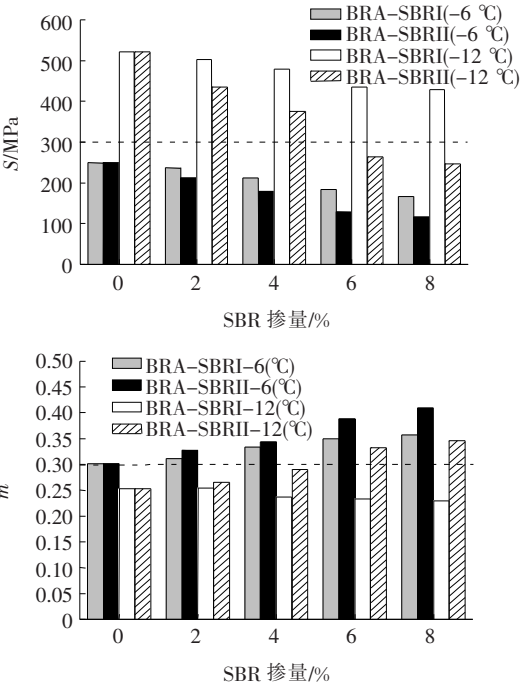 600
500
400
300
200
100
0
S/MPa
BRA-SBRI(-6 ℃)
BRA-SBRII(-6 ℃)
BRA-SBRI(-12 ℃)
BRA-SBRII(-12 ℃)
0 2 4 6 8
SBR 掺量/%
0.50
0.45
0.40
0.35
0.30
0.25
0.20
0.15
0.10
0.05
0
m
BRA-SBRI-6(℃)
BRA-SBRII-6(℃)
BRA-SBRI-12(℃)
BRA-SBRII-12(℃)
0 2 4 6 8
SBR 掺量/%